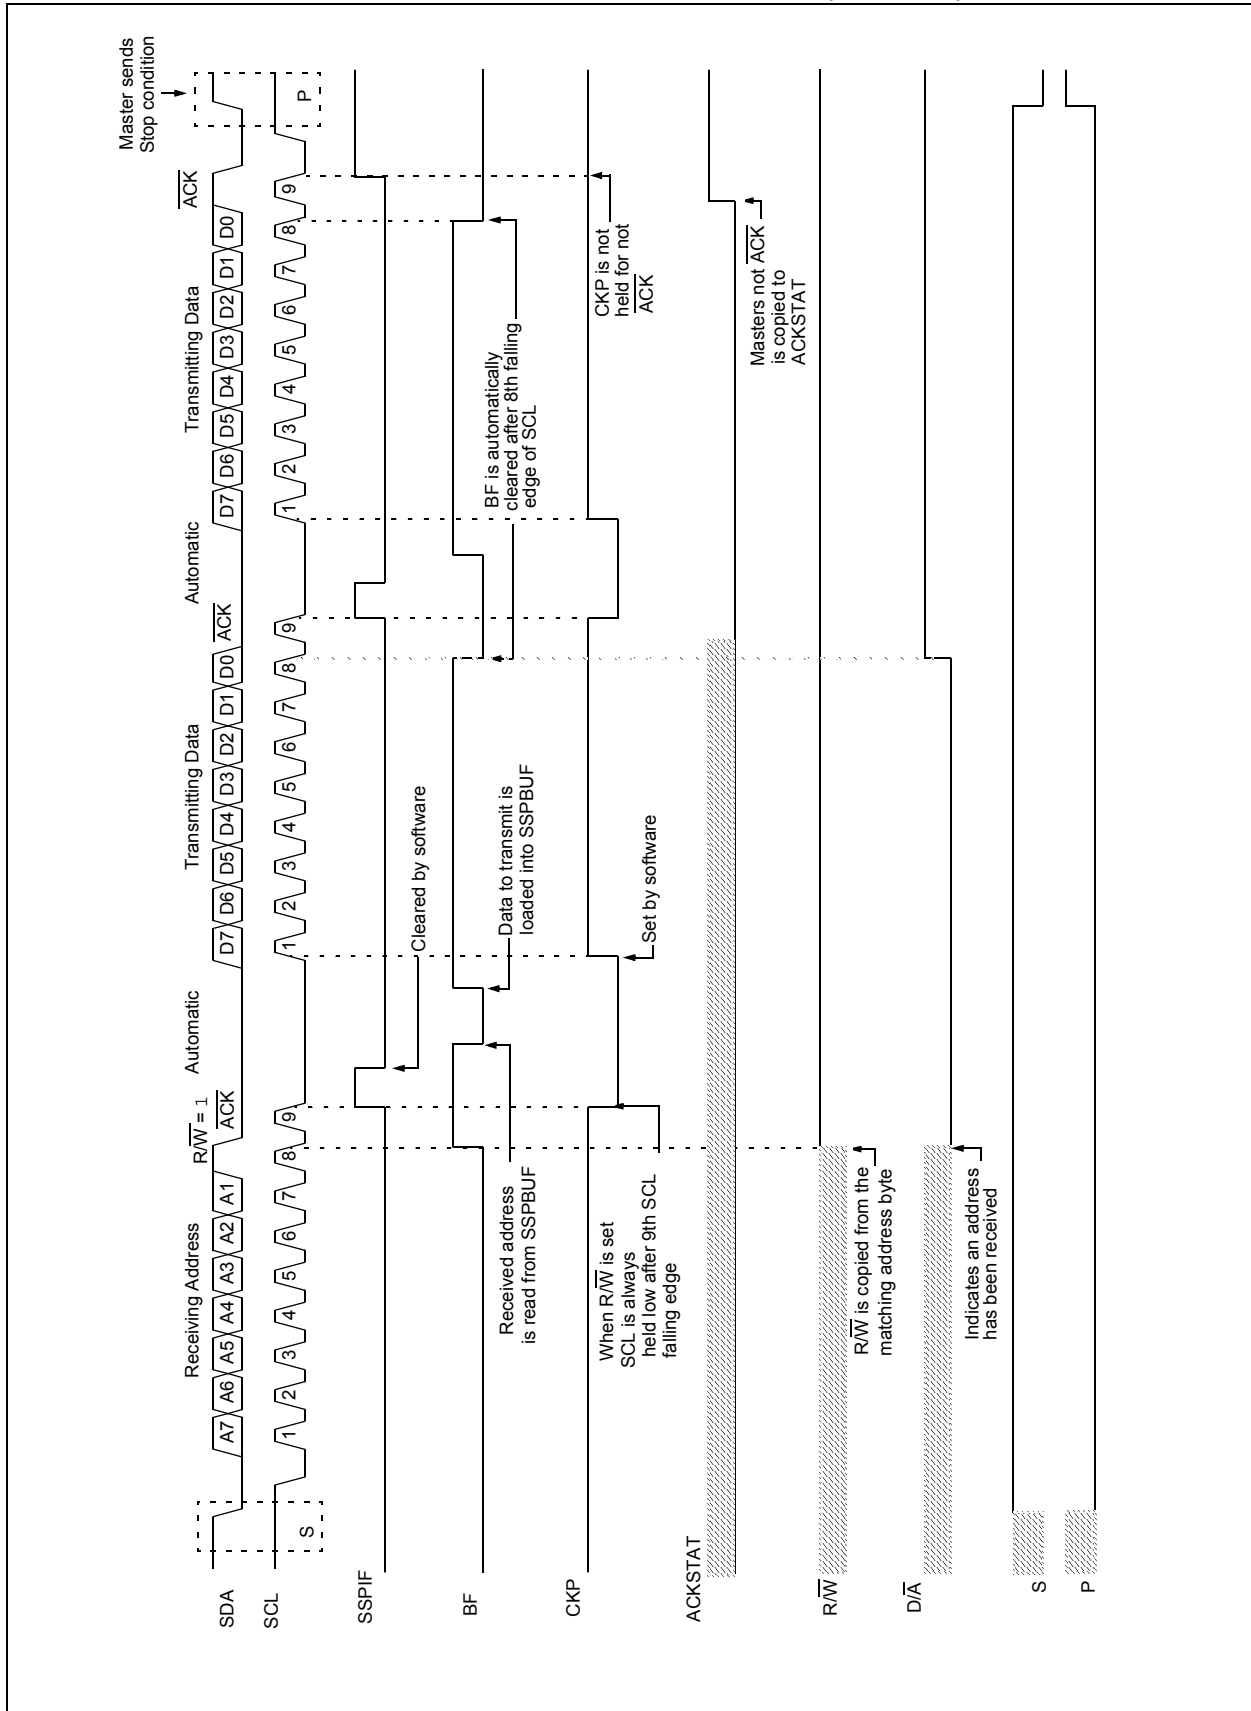 Master sends
Stop condition
Receiving Address
R/W = 1
ACK
Automatic
Transmitting Data
ACK
Automatic
Transmitting Data
ACK
SDA
A7 A6 A5 A4 A3 A2 A1
D7 D6 D5 D4 D3 D2 D1 D0
D7 D6 D5 D4 D3 D2 D1 D0
SCL
S
1 2 3 4 5 6 7 8 9
1 2 3 4 5 6 7 8 9
1 2 3 4 5 6 7 8 9
P
SSPIF
Cleared by software
BF
Received address
is read from SSPBUF
Data to transmit is
loaded into SSPBUF
BF is automatically
cleared after 8th falling
edge of SCL
CKP
When R/W is set
SCL is always
held low after 9th SCL
falling edge
Set by software
CKP is not
held for not
ACK
ACKSTAT
Masters not ACK
is copied to
ACKSTAT
R/W
R/W is copied from the
matching address byte
D/A
Indicates an address
has been received
S
P